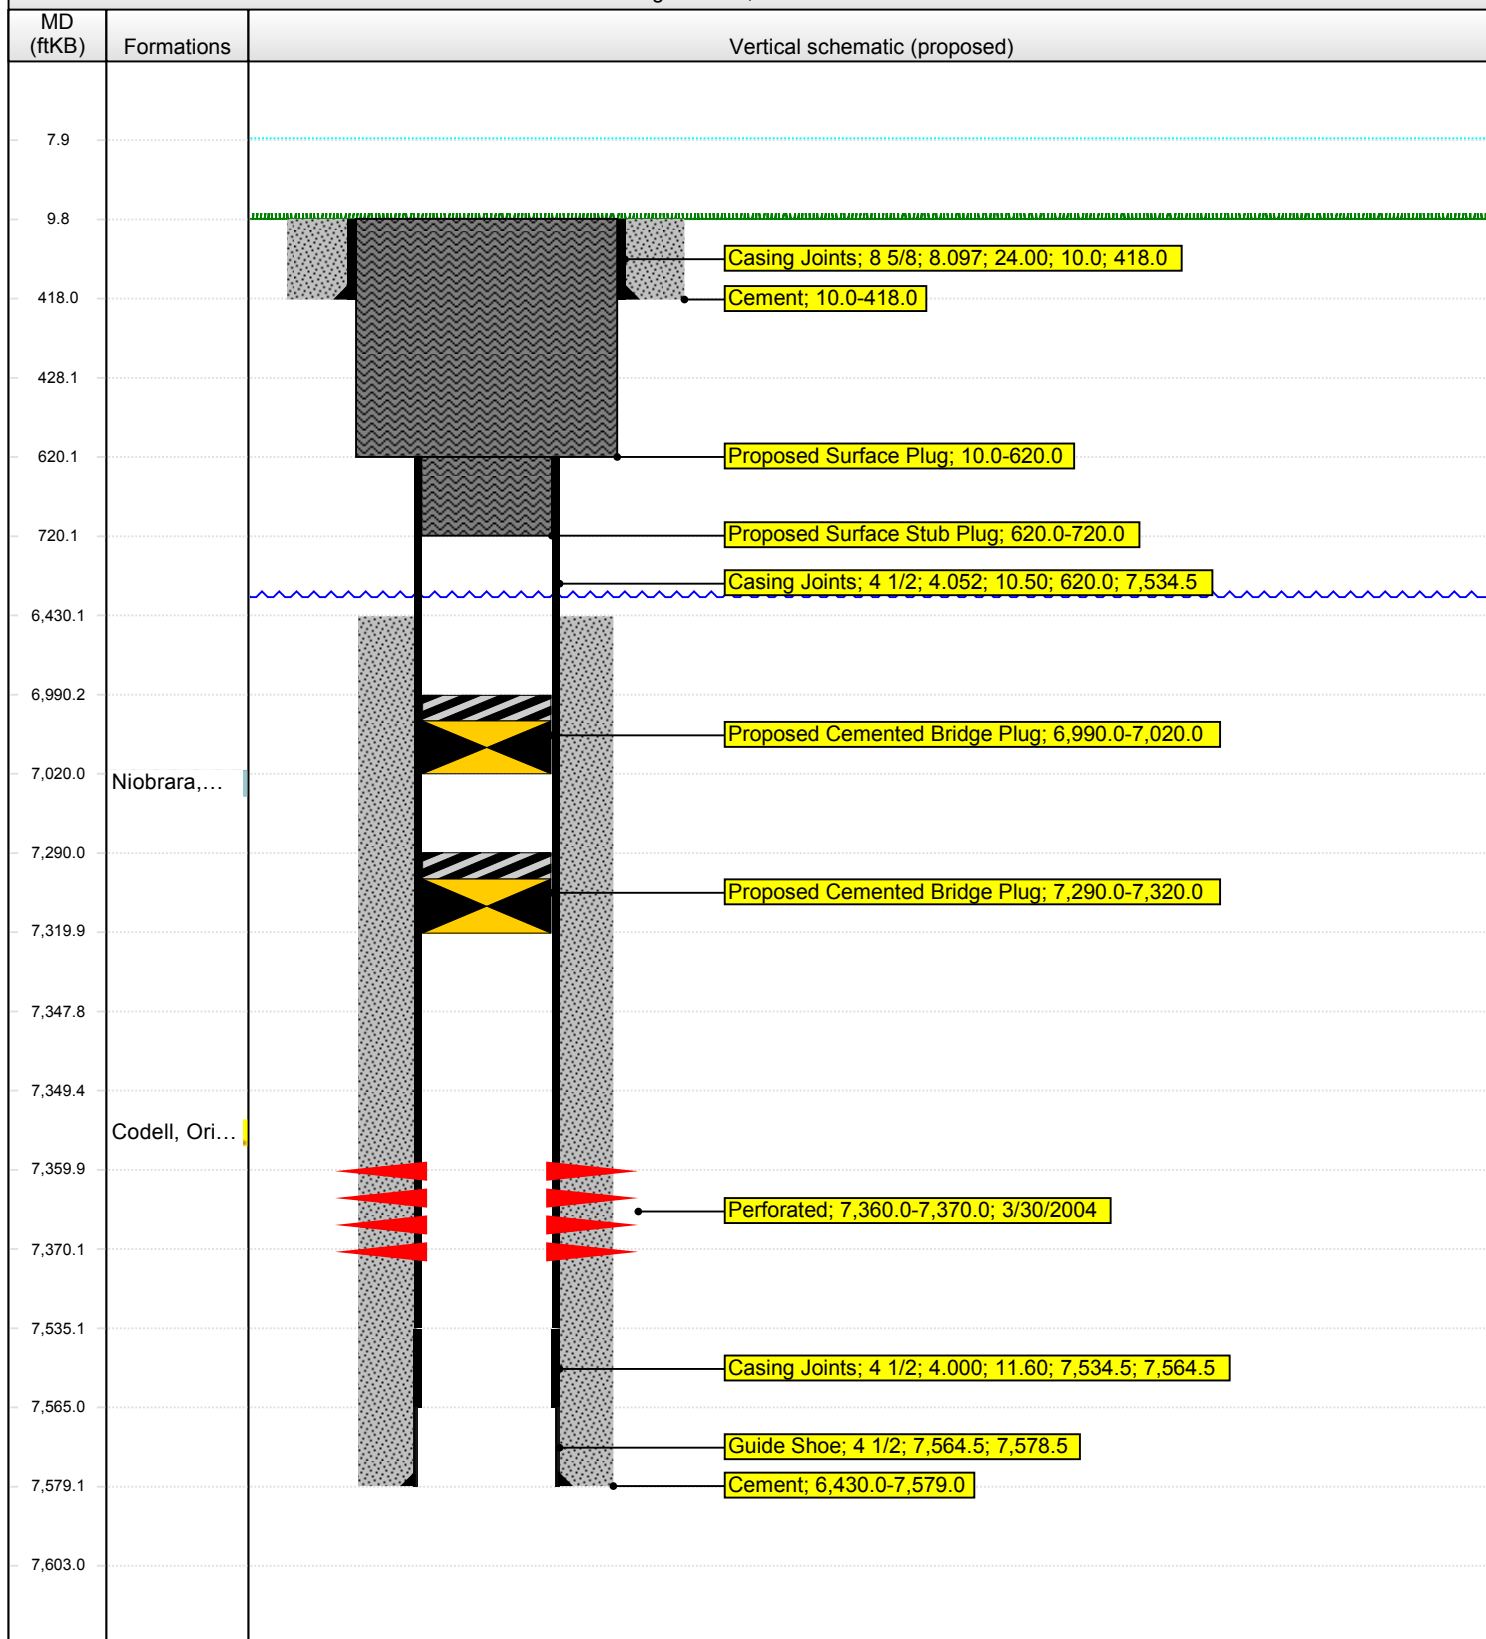 MD
(ftKB)
Formations
Vertical schematic (proposed)
7.9
9.8
Casing Joints; 8 5/8; 8.097; 24.00; 10.0; 418.0
418.0
Cement; 10.0-418.0
428.1
620.1
Proposed Surface Plug; 10.0-620.0
720.1
Proposed Surface Stub Plug; 620.0-720.0
Casing Joints; 4 1/2; 4.052; 10.50; 620.0; 7,534.5
6,430.1
6,990.2
Proposed Cemented Bridge Plug; 6,990.0-7,020.0
7,020.0
Niobrara,...
7,290.0
Proposed Cemented Bridge Plug; 7,290.0-7,320.0
7,319.9
7,347.8
7,349.4
Codell, Ori...
7,359.9
Perforated; 7,360.0-7,370.0; 3/30/2004
7,370.1
7,535.1
Casing Joints; 4 1/2; 4.000; 11.60; 7,534.5; 7,564.5
7,565.0
Guide Shoe; 4 1/2; 7,564.5; 7,578.5
7,579.1
Cement; 6,430.0-7,579.0
7,603.0